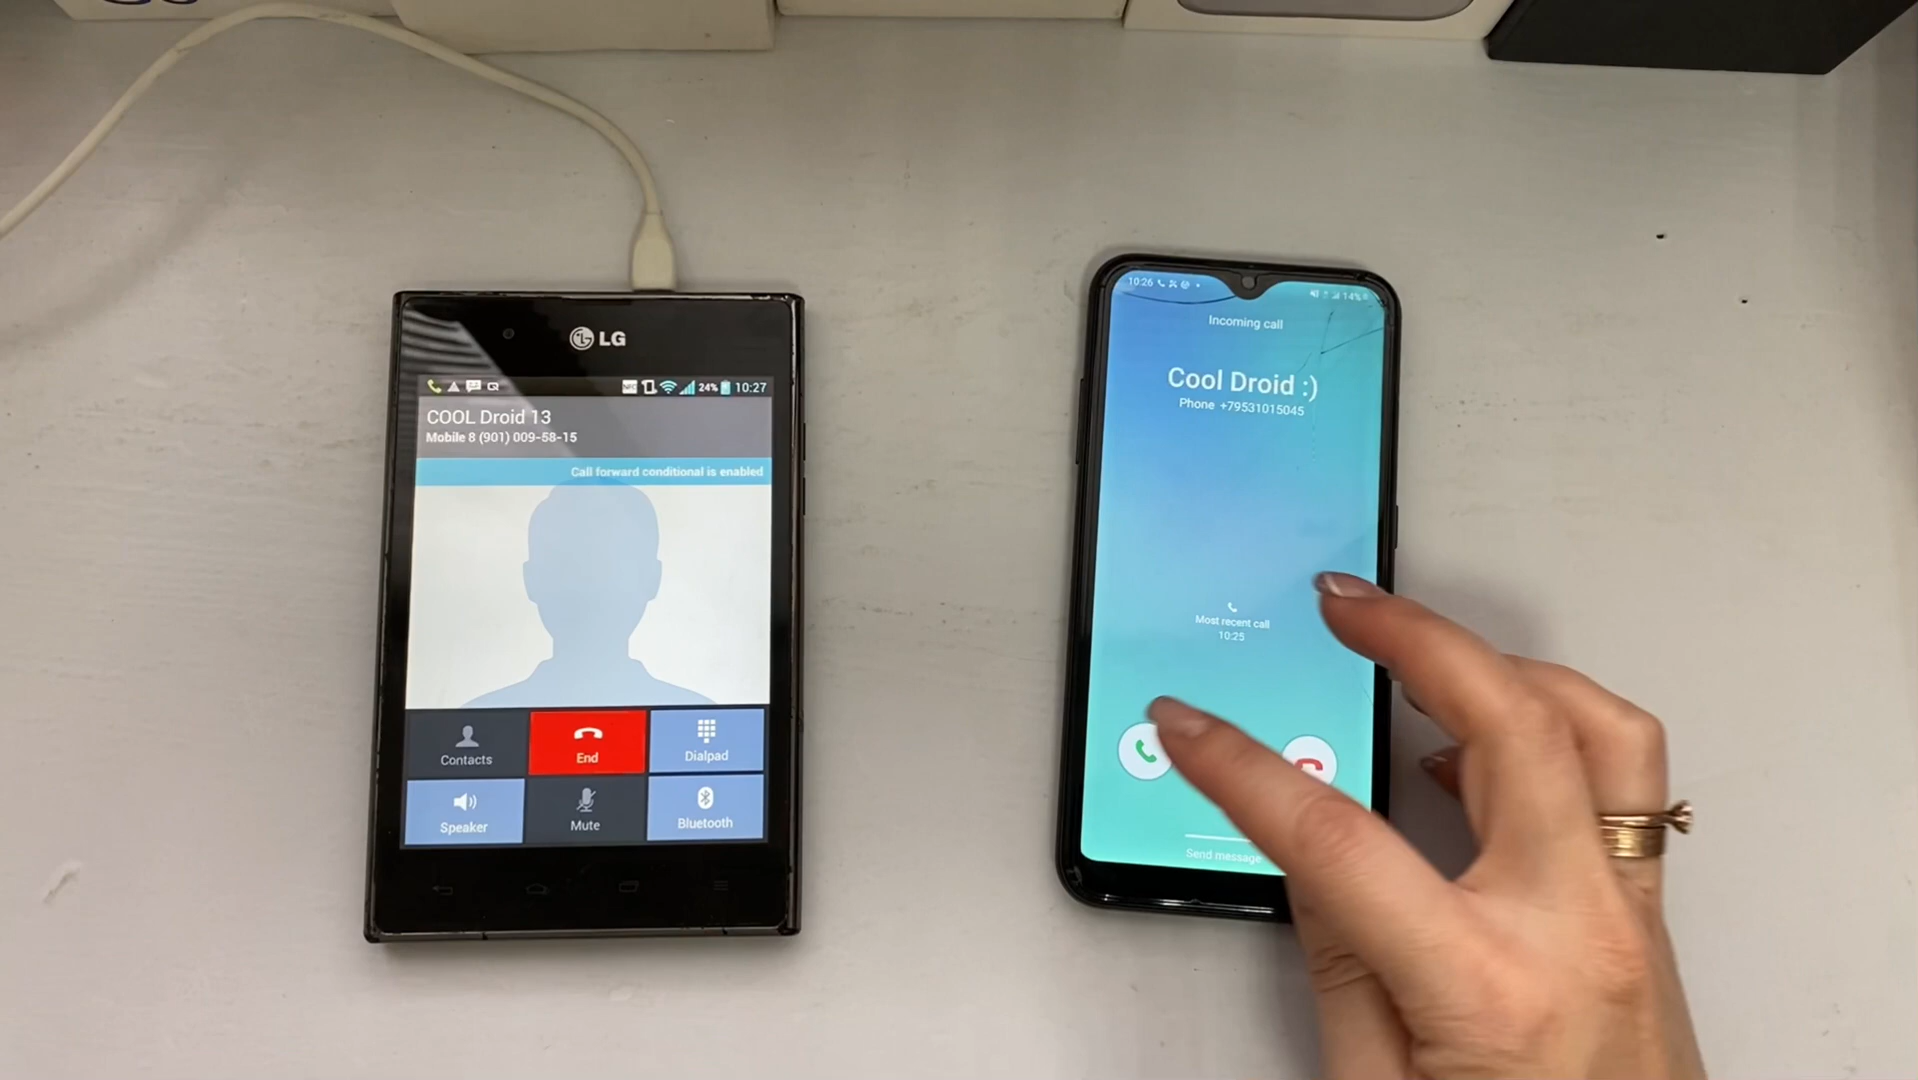 LG
24% 10:27
COOL Droid 13
Mobile 8 (901) 009-58-15
Call forward conditional is enabled
Contacts
End
Dialpad
Speaker
Mute
Bluetooth
10:26
14%
Incoming call
Cool Droid :)
Phone +79531015045
Most recent call
10:25
Send message